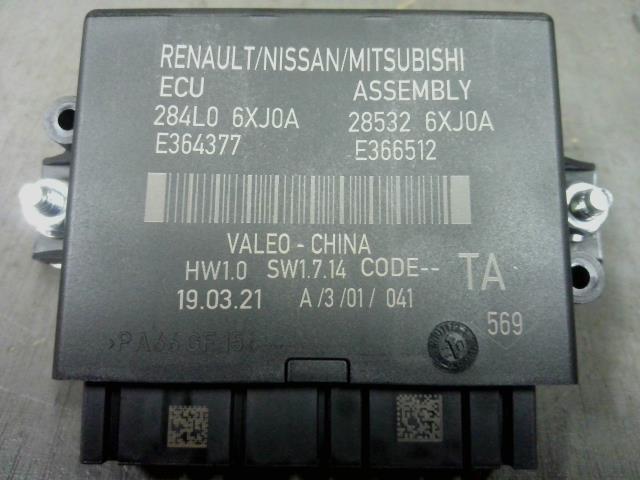 RENAULT/NISSAN/MITSUBISHI
ECU ASSEMBLY
284L0 6XJ0A 28532 6XJ0A
E364377 E366512
VALEO - CHINA
HW1.0 SW1.7.14 CODE-- TA
19.03.21 A/3/01/ 041
569